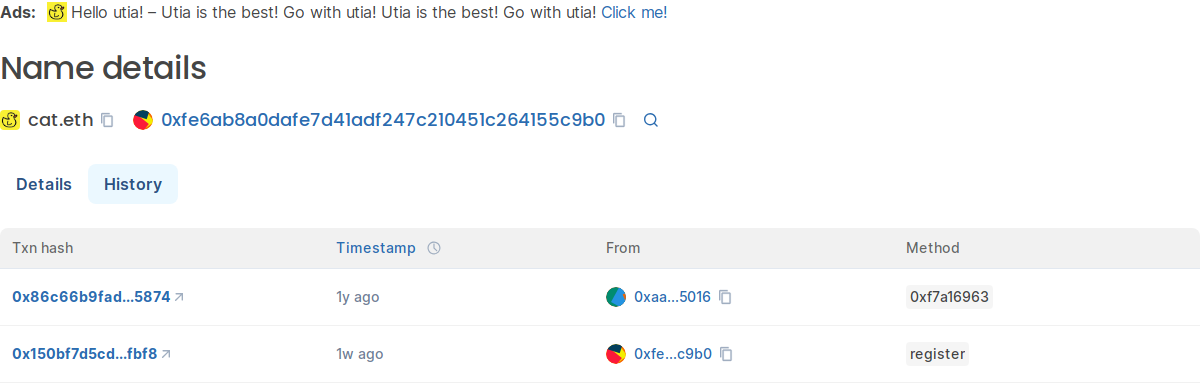 Ads: Hello utia! – Utia is the best! Go with utia! Utia is the best! Go with utia! Click me!
Name details
cat.eth 0xfe6ab8a0dafe7d41adf247c210451c264155c9b0
Details History
Txn hash Timestamp From Method
0x86c66b9fad...5874 1y ago 0xaa...5016 0xf7a16963
0x150bf7d5cd...fbf8 1w ago 0xfe...c9b0 register